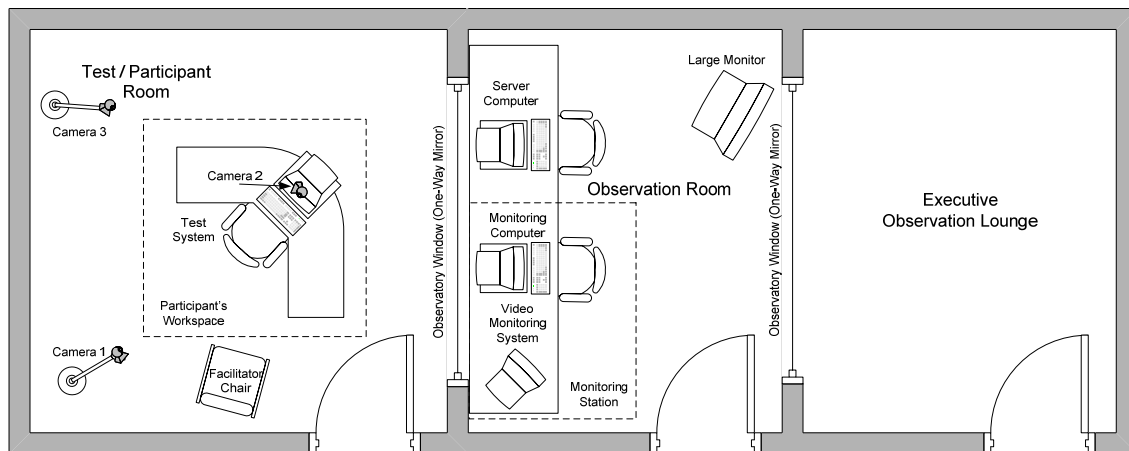 Test / Participant
Room
Camera 3
Camera 2
Test
System
Participant's
Workspace
Camera 1
Facilitator
Chair
Observatory Window (One-Way Mirror)
Server
Computer
Large Monitor
Observation Room
Monitoring
Computer
Video
Monitoring
System
Monitoring
Station
Observatory Window (One-Way Mirror)
Executive
Observation Lounge